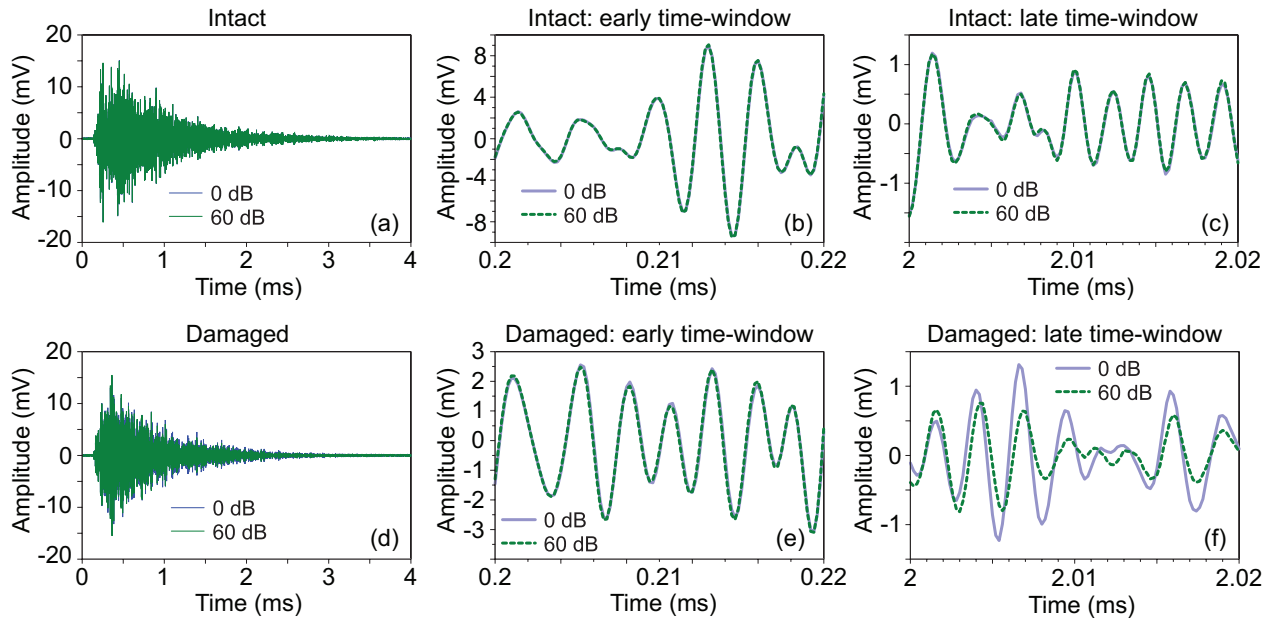 Intact
20
10
0
-10
-20
Amplitude (mV)
0 dB
60 dB
(a)
0
1
2
3
4
Time (ms)
Intact: early time-window
8
4
0
-4
-8
Amplitude (mV)
0 dB
60 dB
(b)
0.2
0.21
0.22
Time (ms)
Intact: late time-window
1
0
-1
Amplitude (mV)
0 dB
60 dB
(c)
2
2.01
2.02
Time (ms)
Damaged
20
10
0
-10
-20
Amplitude (mV)
0 dB
60 dB
(d)
0
1
2
3
4
Time (ms)
Damaged: early time-window
3
2
1
0
-1
-2
-3
Amplitude (mV)
0 dB
60 dB
(e)
0.2
0.21
0.22
Time (ms)
Damaged: late time-window
1
0
-1
Amplitude (mV)
0 dB
60 dB
(f)
2
2.01
2.02
Time (ms)